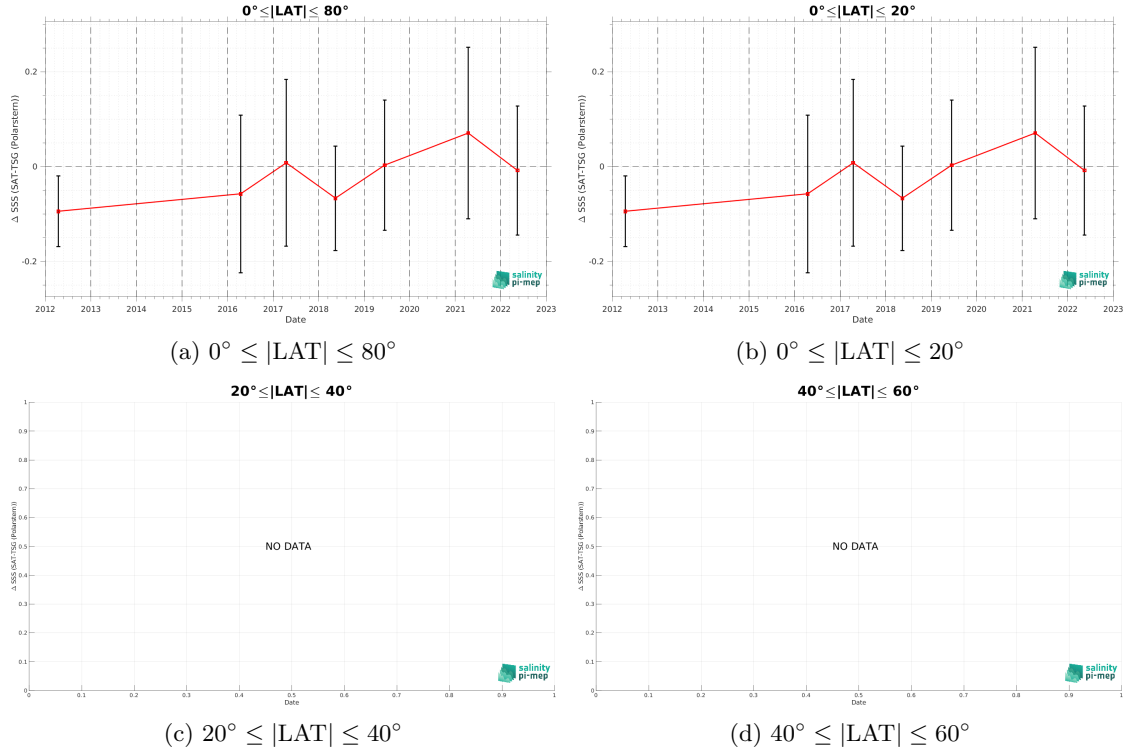 0°≤|LAT|≤ 80°
Δ SSS (SAT-TSG (Polarstern))
0.2
0
-0.2
2012 2013 2014 2015 2016 2017 2018 2019 2020 2021 2022 2023
Date
salinity
pi-mep
(a) 0° ≤ |LAT| ≤ 80°
0°≤|LAT|≤ 20°
Δ SSS (SAT-TSG (Polarstern))
0.2
0
-0.2
2012 2013 2014 2015 2016 2017 2018 2019 2020 2021 2022 2023
Date
salinity
pi-mep
(b) 0° ≤ |LAT| ≤ 20°
20°≤|LAT|≤ 40°
Δ SSS (SAT-TSG (Polarstern))
1
0.9
0.8
0.7
0.6
0.5
0.4
0.3
0.2
0.1
0
NO DATA
0 0.1 0.2 0.3 0.4 0.5 0.6 0.7 0.8 0.9 1
Date
salinity
pi-mep
(c) 20° ≤ |LAT| ≤ 40°
40°≤|LAT|≤ 60°
Δ SSS (SAT-TSG (Polarstern))
1
0.9
0.8
0.7
0.6
0.5
0.4
0.3
0.2
0.1
0
NO DATA
0 0.1 0.2 0.3 0.4 0.5 0.6 0.7 0.8 0.9 1
Date
salinity
pi-mep
(d) 40° ≤ |LAT| ≤ 60°